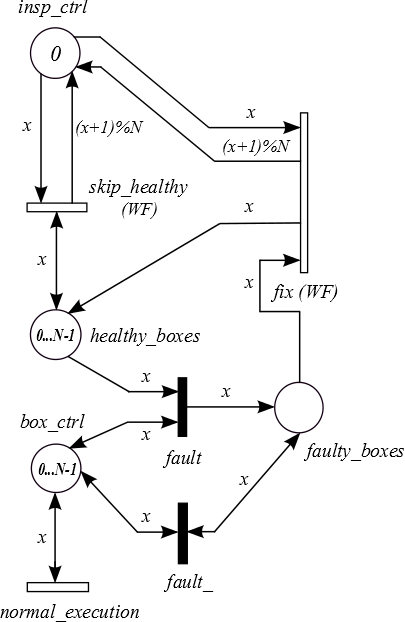 insp_ctrl
0
x
x
(x+1)%N
(x+1)%N
skip_healthy
(WF)
x
x
x
fix (WF)
0...N-1
healthy_boxes
x
x
box_ctrl
x
fault
faulty_boxes
0...N-1
x
x
x
fault_
normal_execution